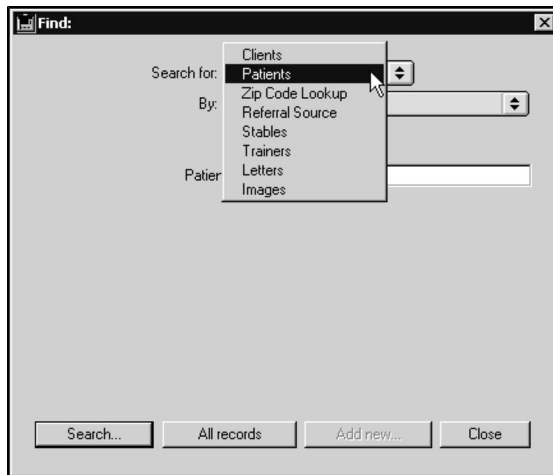 Find:
Search for:
Clients
Patients
Zip Code Lookup
Referral Source
Stables
Trainers
Letters
Images
By:
Patien
Search...
All records
Add new...
Close